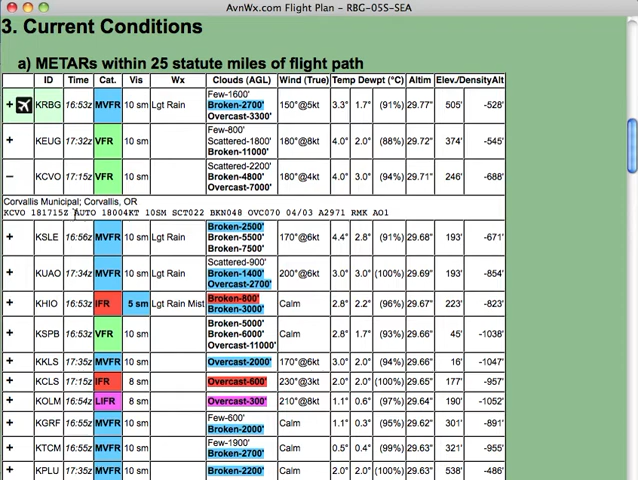 AvnWx.com Flight Plan – RBG-05S-SEA
3. Current Conditions
a) METARs within 25 statute miles of flight path
ID Time Cat. Vis Wx Clouds (AGL) Wind (True) Temp Dewpt (°C) Altim Elev./DensityAlt
+ KRBG 16:53z MVFR 10 sm Lgt Rain Few-1600' Broken-2700' Overcast-3300' 150°@5kt 3.3° 1.7° (91%) 29.77" 505' -528'
+ KEUG 17:32z VFR 10 sm Few-800' Scattered-1800' Broken-11000' 180°@8kt 4.0° 2.0° (88%) 29.72" 374' -545'
– KCVO 17:15z VFR 10 sm Scattered-2200' Broken-4800' Overcast-7000' 180°@4kt 4.0° 3.0° (94%) 29.71" 246' -688'
Corvallis Municipal; Corvallis, OR
KCVO 181715Z AUTO 18004KT 10SM SCT022 BKN048 OVC070 04/03 A2971 RMK AO1
+ KSLE 16:56z MVFR 10 sm Lgt Rain Broken-2500' Broken-5500' Broken-7500' 170°@6kt 4.4° 2.8° (91%) 29.68" 193' -671'
+ KUAO 17:34z MVFR 10 sm Scattered-900' Broken-1400' Overcast-2700' 200°@3kt 3.0° 3.0° (100%) 29.69" 193' -854'
+ KHIO 16:53z IFR 5 sm Lgt Rain Mist Broken-800' Broken-3000' Calm 2.8° 2.2° (96%) 29.67" 223' -823'
+ KSPB 16:53z VFR 10 sm Broken-5000' Broken-6000' Overcast-11000' Calm 2.8° 1.7° (93%) 29.66" 45' -1038'
+ KKLS 17:35z MVFR 10 sm Overcast-2000' 170°@6kt 3.0° 2.0° (94%) 29.66" 16' -1047'
+ KCLS 17:15z IFR 8 sm Overcast-600' 230°@3kt 2.0° 2.0° (100%) 29.65" 177' -957'
+ KOLM 16:54z LIFR 8 sm Overcast-300' 210°@8kt 1.1° 0.6° (97%) 29.64" 190' -1052'
+ KGRF 16:55z MVFR 10 sm Few-600' Broken-2000' Calm 1.1° 0.3° (95%) 29.62" 301' -891'
+ KTCM 16:55z MVFR 10 sm Few-1900' Broken-2700' Calm 0.5° 0.4° (99%) 29.63" 321' -955'
+ KPLU 17:35z MVFR 10 sm Broken-2200' Calm 2.0° 2.0° (100%) 29.63" 538' -486'